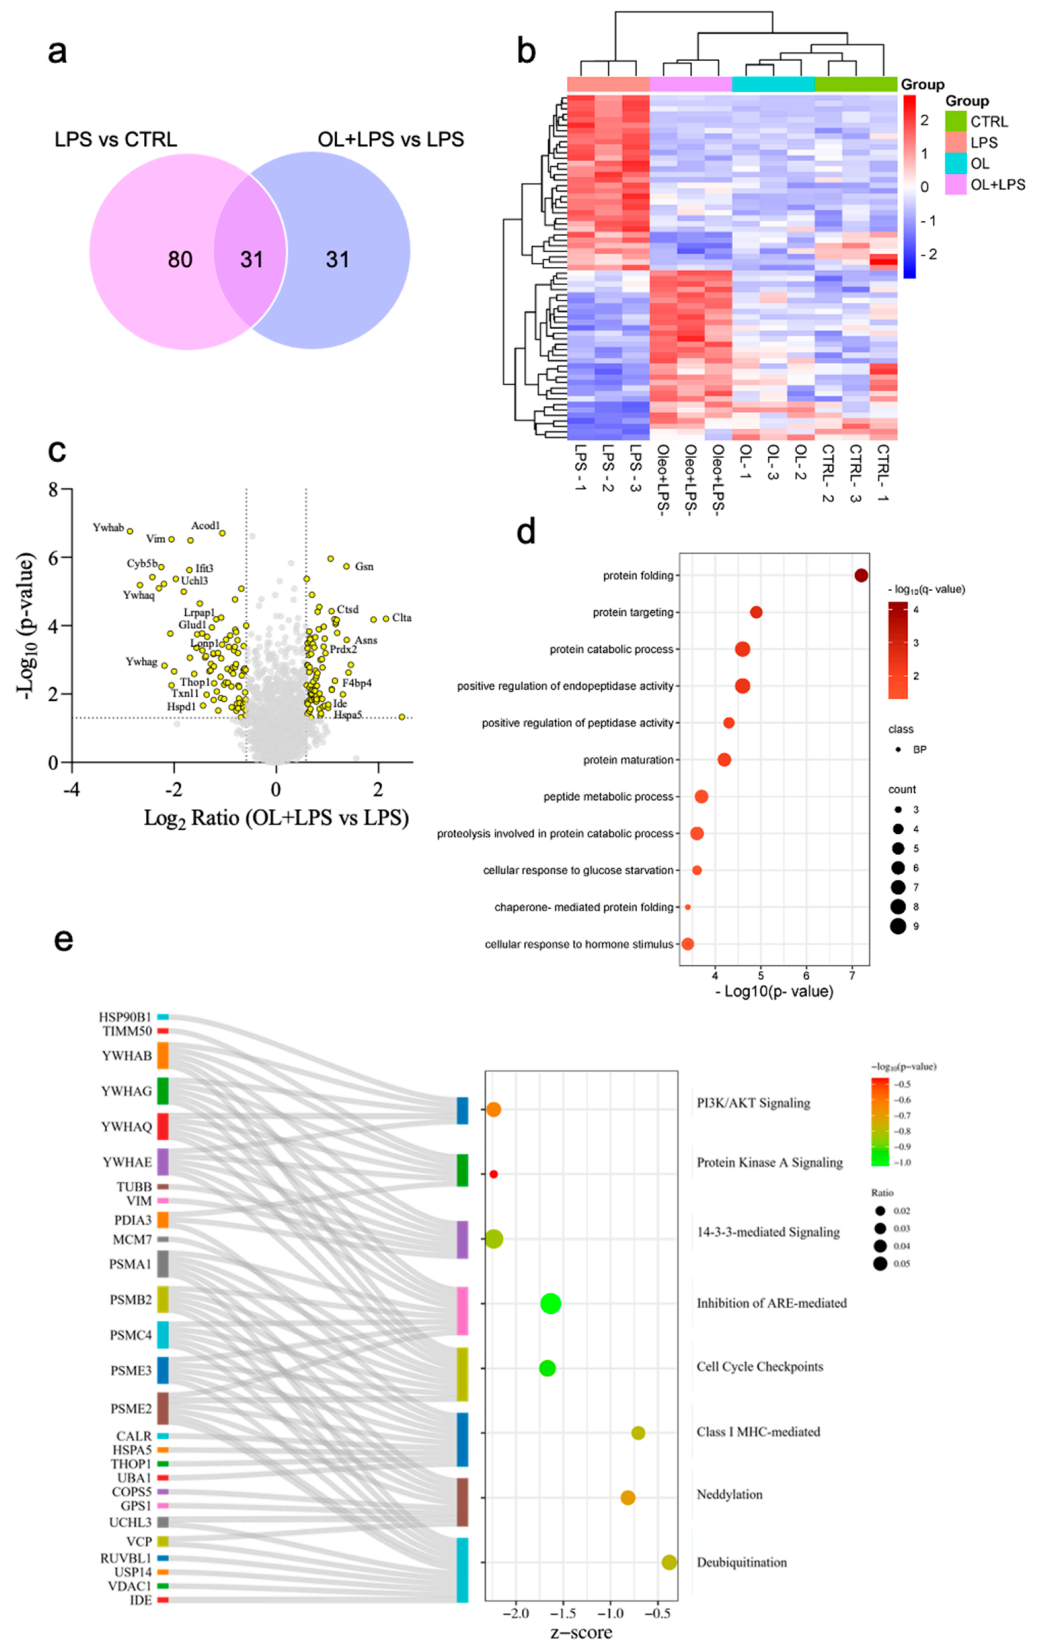 a
LPS vs CTRL
OL+LPS vs LPS
80
31
31
b
Group
2
1
0
- 1
- 2
Group
CTRL
LPS
OL
OL+LPS
LPS - 1
LPS - 2
LPS - 3
Oleo+LPS-
Oleo+LPS-
Oleo+LPS-
OL- 1
OL- 3
OL- 2
CTRL- 2
CTRL- 3
CTRL- 1
c
-Log10 (p-value)
8
6
4
2
0
-4
-2
0
2
Log2 Ratio (OL+LPS vs LPS)
Ywhab
Acod1
Vim
Cyb5b
Ifit3
Gsn
Uchl3
Ywhaq
Lrpap1
Ctsd
Clta
Glud1
Lonp1
Asns
Prdx2
Ywhag
Thop1
F4bp4
Txnl1
Ide
Hspd1
Hspa5
d
protein folding
protein targeting
protein catabolic process
positive regulation of endopeptidase activity
positive regulation of peptidase activity
protein maturation
peptide metabolic process
proteolysis involved in protein catabolic process
cellular response to glucose starvation
chaperone- mediated protein folding
cellular response to hormone stimulus
4
5
6
7
- Log10(p- value)
- log10(q- value)
4
3
2
class
BP
count
3
4
5
6
7
8
9
e
HSP90B1
TIMM50
YWHAB
YWHAG
YWHAQ
YWHAE
TUBB
VIM
PDIA3
MCM7
PSMA1
PSMB2
PSMC4
PSME3
PSME2
CALR
HSPA5
THOP1
UBA1
COPS5
GPS1
UCHL3
VCP
RUVBL1
USP14
VDAC1
IDE
PI3K/AKT Signaling
Protein Kinase A Signaling
14-3-3-mediated Signaling
Inhibition of ARE-mediated
Cell Cycle Checkpoints
Class I MHC-mediated
Neddylation
Deubiquitination
−2.0
−1.5
−1.0
−0.5
z−score
−log10(p−value)
−0.5
−0.6
−0.7
−0.8
−0.9
−1.0
Ratio
0.02
0.03
0.04
0.05